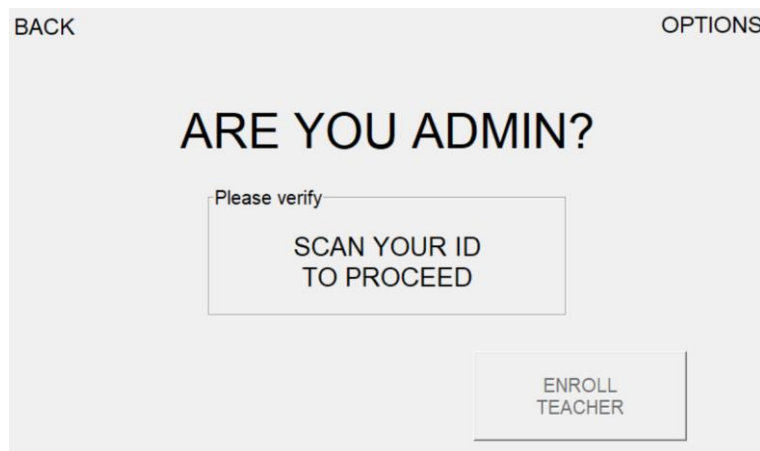 BACK
OPTIONS
ARE YOU ADMIN?
Please verify
SCAN YOUR ID
TO PROCEED
ENROLL
TEACHER